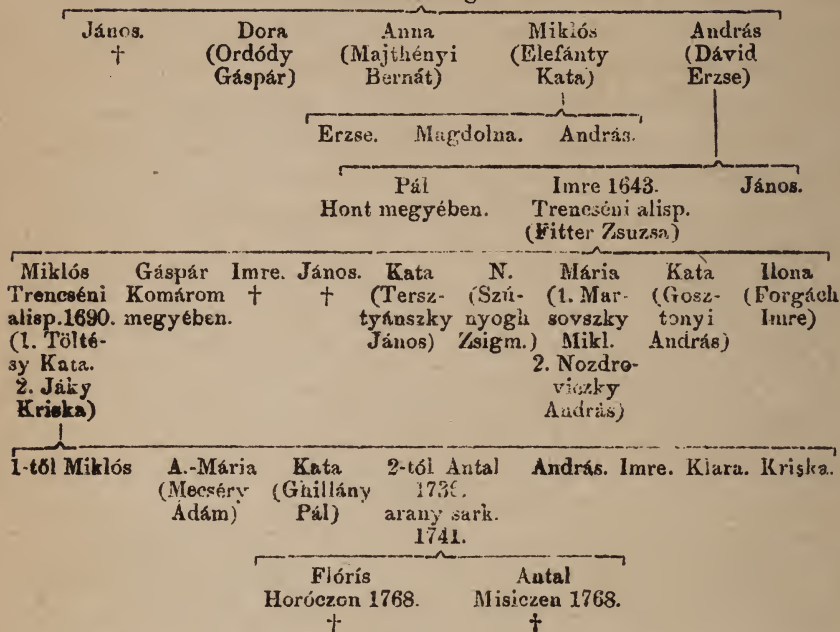 János. Dora Anna Miklós András
† (Ordódy (Majthényi (Elefánty (Dávid
Gáspár) Bernát) Kata) Erzse)
Erzse. Magdolna. András.
Pál Imre 1643. János.
Hont megyében. Trencséni alisp.
(Fitter Zsuzsa)
Miklós Gáspár Imre. János. Kata N. Mária Kata Ilona
Trencséni Komárom † † (Tersz- (Szú- (1. Mar- (Gosz- (Forgách
alisp.1690. megyében. tyánszky nyogh sovszky tonyi Imre)
(1. Tölté- János) Zsigm.) Mikl. András)
sy Kata. 2. Nozdro-
2. Jáky viczky
Kriska) András)
1-től Miklós A.-Mária Kata 2-tól Antal András. Imre. Klara. Kriska.
(Mecséry (Ghillány
Ádám) Pál) arany sark.
1741.
Flóris Antal
Horóczon 1768. Misiczen 1768.
† †